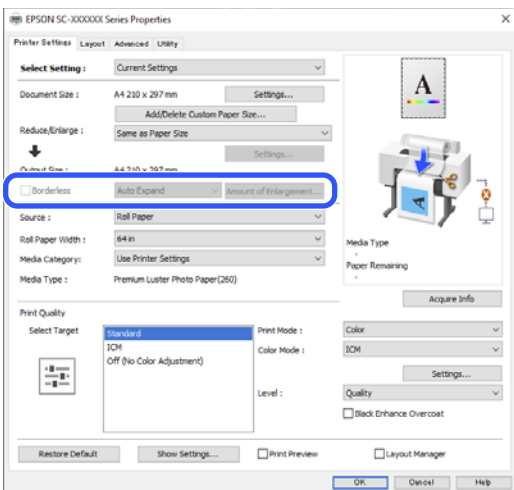 EPSON SC-XXXXXX Series Properties
Printer Settings Layout Advanced Utility
Select Setting : Current Settings
Document Size : A4 210 x 297 mm Settings...
Add/Delete Custom Paper Size...
Reduce/Enlarge : Same as Paper Size
Settings...
Output Size : A4 210 x 297 mm
Borderless Auto Expand Amount of Enlargement...
Source : Roll Paper
Roll Paper Width : 64 in
Media Category: Use Printer Settings
Media Type : Premium Luster Photo Paper(260)
A
Media Type
-
Paper Remaining
-
Acquire Info
Print Quality
Select Target
Standard
ICM
Off (No Color Adjustment)
Print Mode : Color
Color Mode : ICM
Settings...
Level : Quality
Black Enhance Overcoat
Restore Default Show Settings... Print Preview Layout Manager
OK Cancel Help